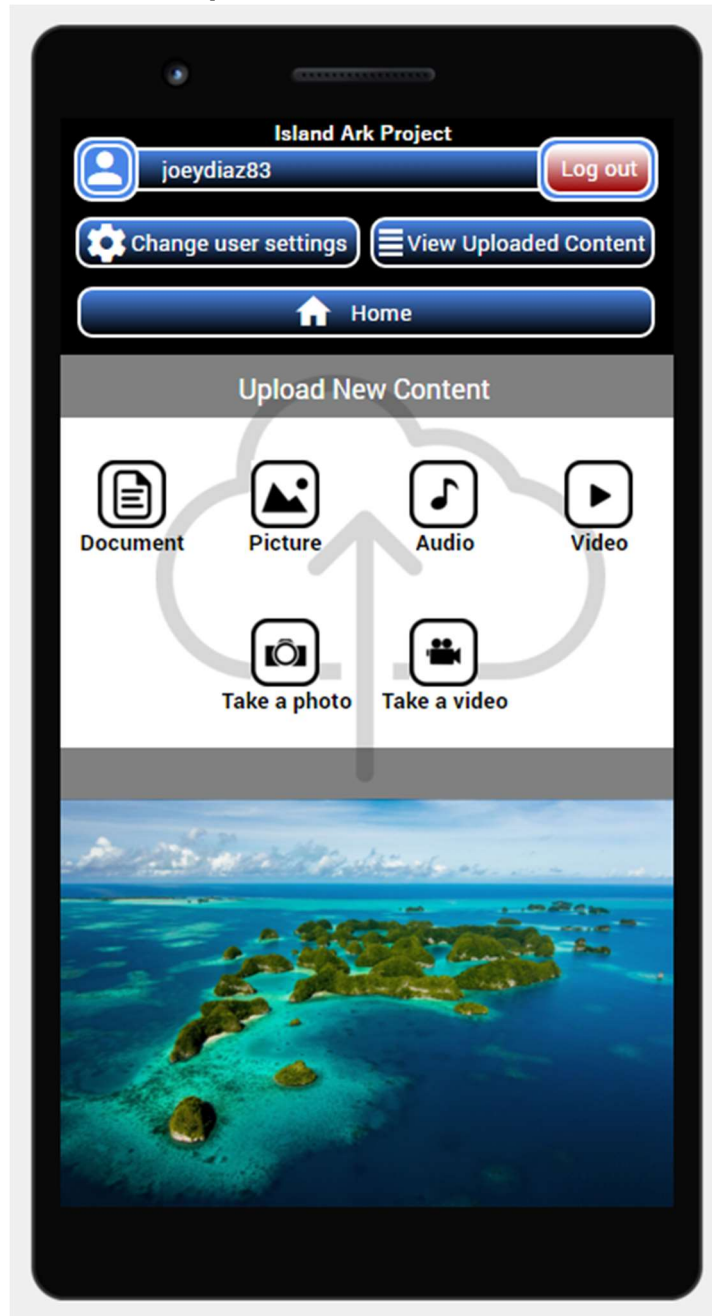 Island Ark Project
joeydiaz83
Log out
Change user settings
View Uploaded Content
Home
Upload New Content
Document
Picture
Audio
Video
Take a photo
Take a video